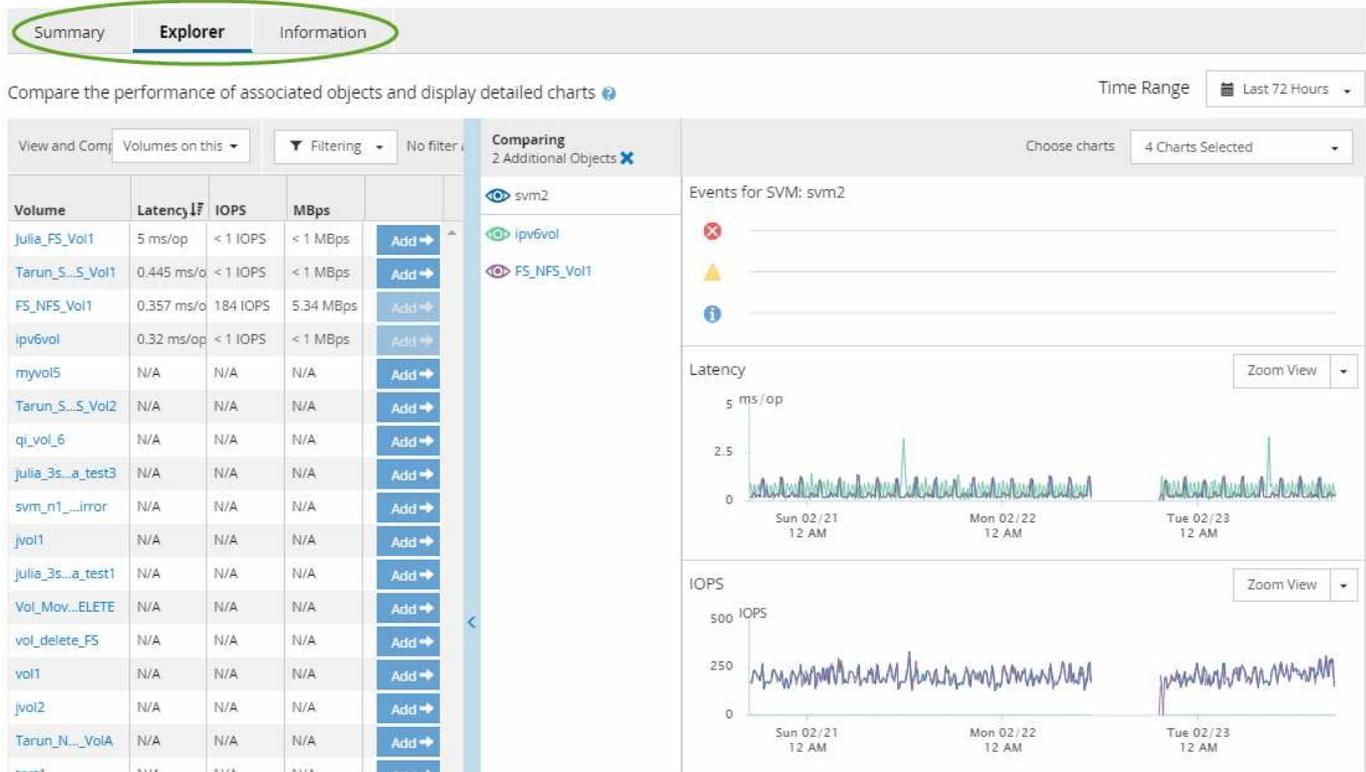 Summary Explorer Information
Compare the performance of associated objects and display detailed charts ?
Time Range Last 72 Hours
View and Comp Volumes on this Filtering No filter
Comparing
2 Additional Objects
Choose charts 4 Charts Selected
Volume Latency IOPS MBps
Julia_FS_Vol1 5 ms/op < 1 IOPS < 1 MBps Add
Tarun_S...S_Vol1 0.445 ms/o < 1 IOPS < 1 MBps Add
FS_NFS_Vol1 0.357 ms/o 184 IOPS 5.34 MBps Add
ipv6vol 0.32 ms/op < 1 IOPS < 1 MBps Add
myvol5 N/A N/A N/A Add
Tarun_S...S_Vol2 N/A N/A N/A Add
qi_vol_6 N/A N/A N/A Add
julia_3s...a_test3 N/A N/A N/A Add
svm_n1_...irror N/A N/A N/A Add
jvol1 N/A N/A N/A Add
julia_3s...a_test1 N/A N/A N/A Add
Vol_Mov...ELETE N/A N/A N/A Add
vol_delete_FS N/A N/A N/A Add
vol1 N/A N/A N/A Add
jvol2 N/A N/A N/A Add
Tarun_N..._VolA N/A N/A N/A Add
svm2
ipv6vol
FS_NFS_Vol1
Events for SVM: svm2
Latency Zoom View
5 ms/op
2.5
0
Sun 02/21 Mon 02/22 Tue 02/23
12 AM 12 AM 12 AM
IOPS Zoom View
500 IOPS
250
0
Sun 02/21 Mon 02/22 Tue 02/23
12 AM 12 AM 12 AM